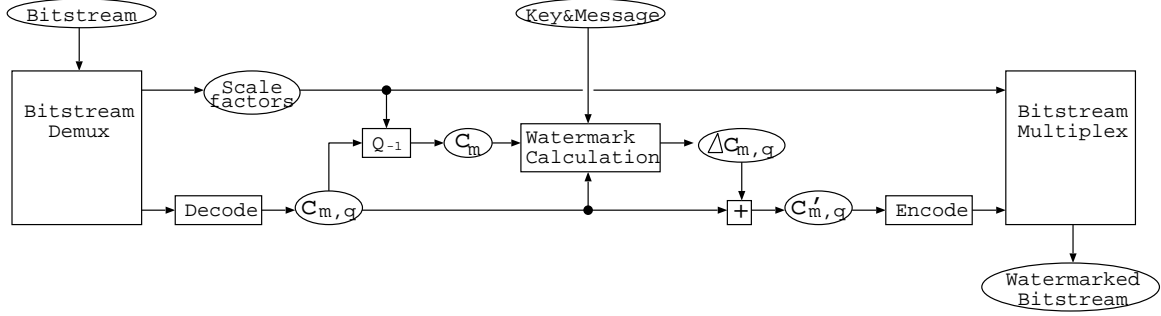 Bitstream
Key&Message
Scale
factors
Bitstream
Demux
Bitstream
Multiplex
Q-1
Cm
Watermark
Calculation
ΔCm,q
Decode
Cm,q
+
C′m,q
Encode
Watermarked
Bitstream